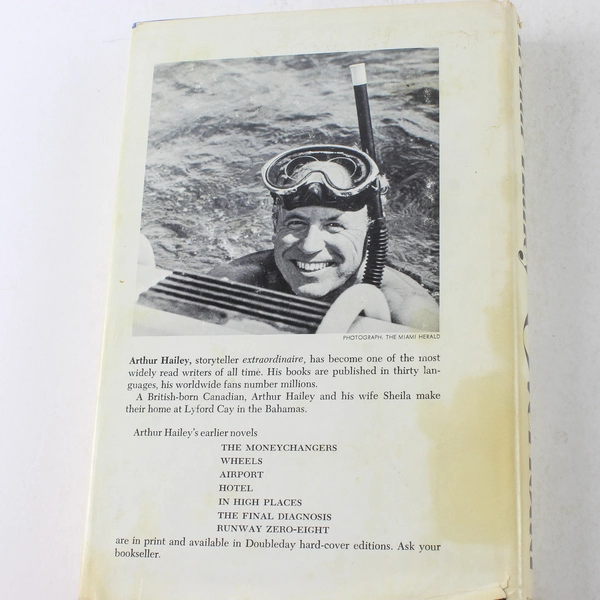 PHOTOGRAPH: THE MIAMI HERALD
Arthur Hailey, storyteller extraordinaire, has become one of the most
widely read writers of all time. His books are published in thirty lan-
guages, his worldwide fans number millions.
A British-born Canadian, Arthur Hailey and his wife Sheila make
their home at Lyford Cay in the Bahamas.
Arthur Hailey's earlier novels
THE MONEYCHANGERS
WHEELS
AIRPORT
HOTEL
IN HIGH PLACES
THE FINAL DIAGNOSIS
RUNWAY ZERO-EIGHT
are in print and available in Doubleday hard-cover editions. Ask your
bookseller.